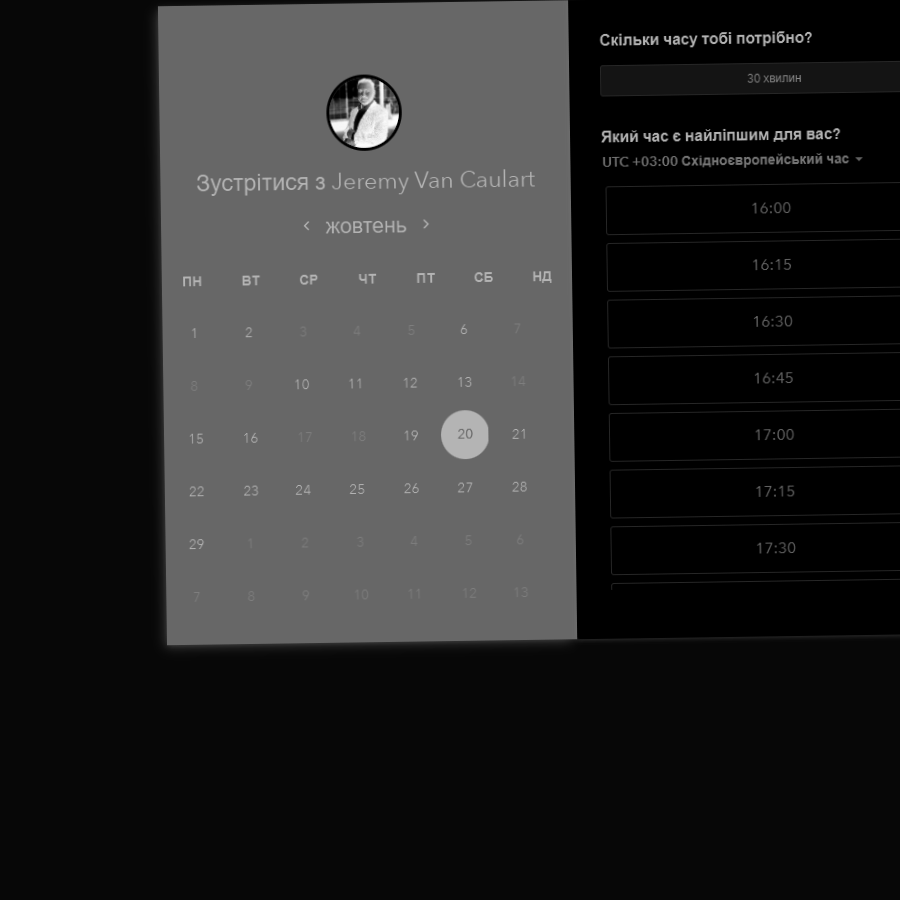 Зустрітися з Jeremy Van Caulart
жовтень
ПН ВТ СР ЧТ ПТ СБ НД
1 2 3 4 5 6 7
8 9 10 11 12 13 14
15 16 17 18 19 20 21
22 23 24 25 26 27 28
29 1 2 3 4 5 6
7 8 9 10 11 12 13
Скільки часу тобі потрібно?
30 хвилин
Який час є найліпшим для вас?
UTC +03:00 Східноєвропейський час
16:00
16:15
16:30
16:45
17:00
17:15
17:30